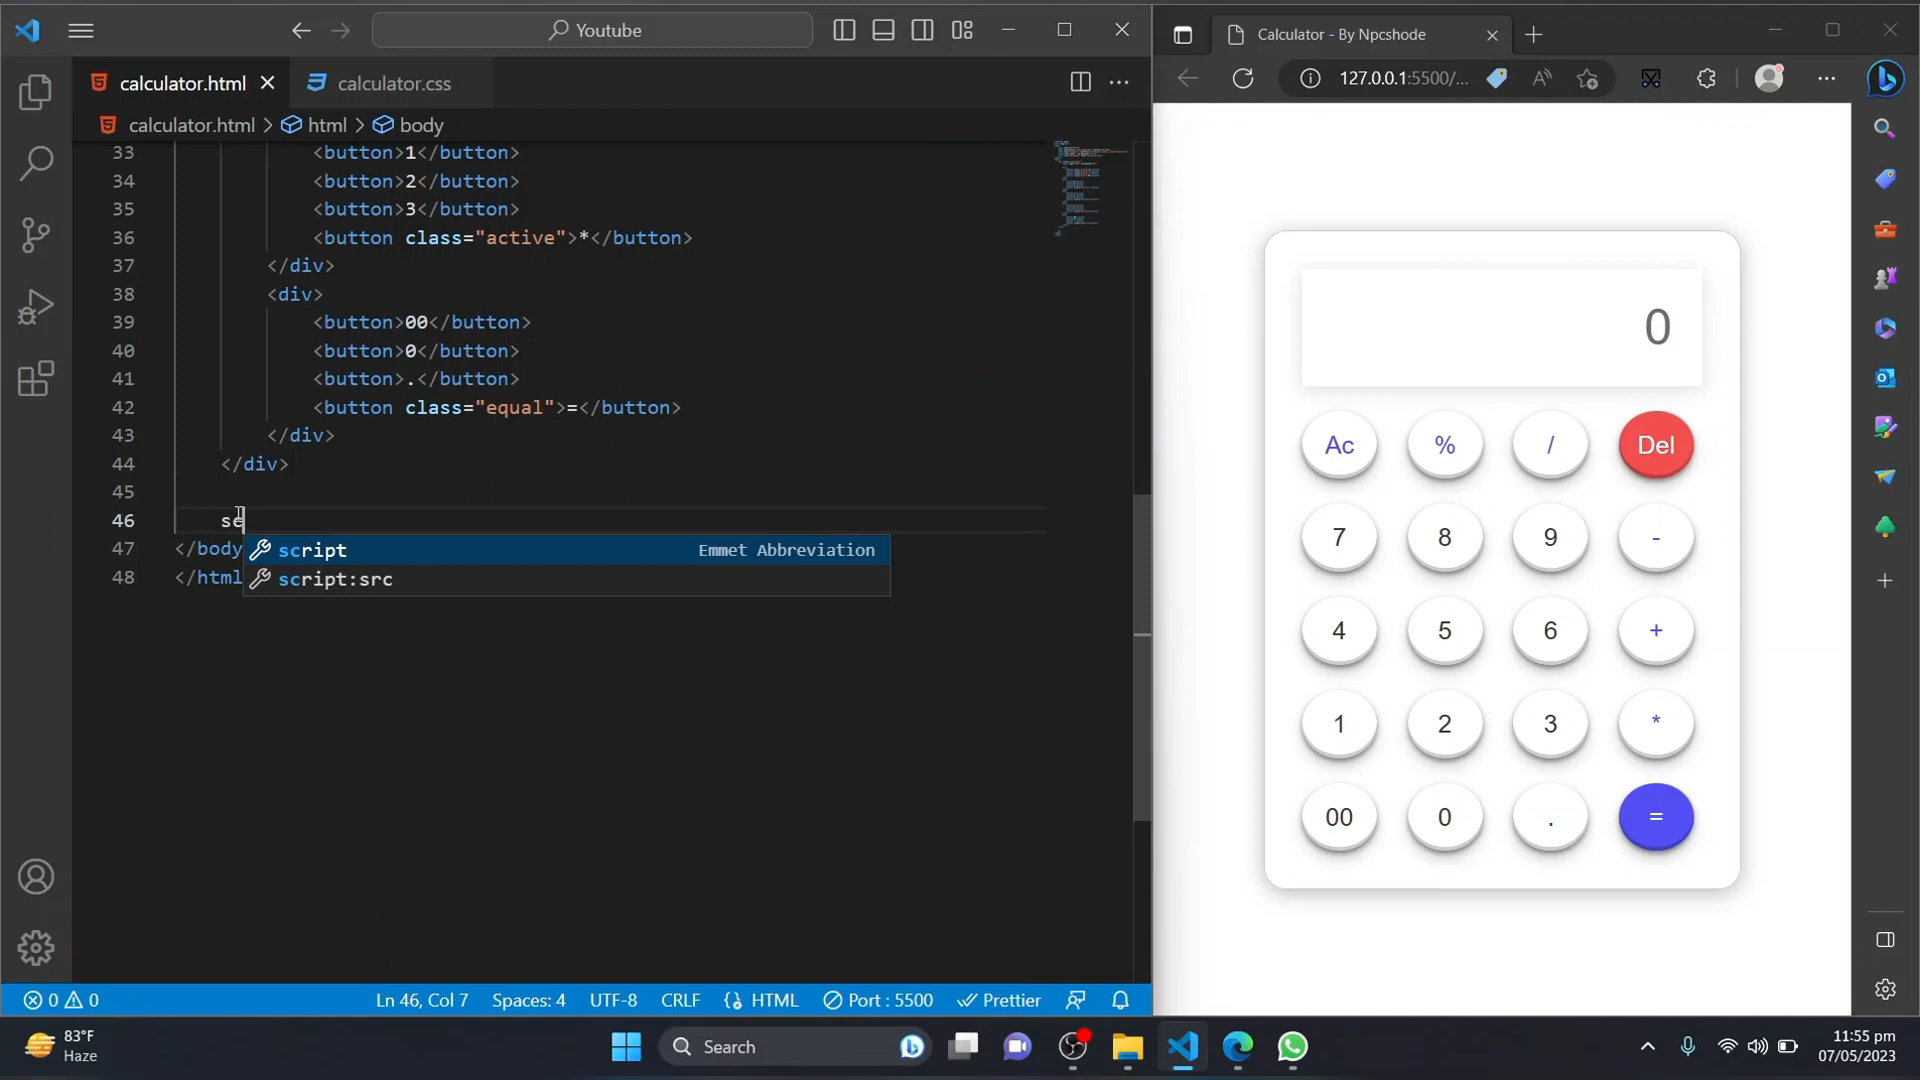 Youtube
calculator.html
calculator.css
calculator.html > html > body
33 <button>1</button>
34 <button>2</button>
35 <button>3</button>
36 <button class="active">*</button>
37 </div>
38 <div>
39 <button>00</button>
40 <button>0</button>
41 <button>.</button>
42 <button class="equal">=</button>
43 </div>
44 </div>
45
46 sc
47 </body
48 </html
script Emmet Abbreviation
script:src
0 0 Ln 46, Col 7 Spaces: 4 UTF-8 CRLF HTML Port : 5500 Prettier
Calculator - By Npcshode
127.0.0.1:5500/...
0
Ac % / Del
7 8 9 -
4 5 6 +
1 2 3 *
00 0 . =
83°F
Haze
Search
11:55 pm
07/05/2023